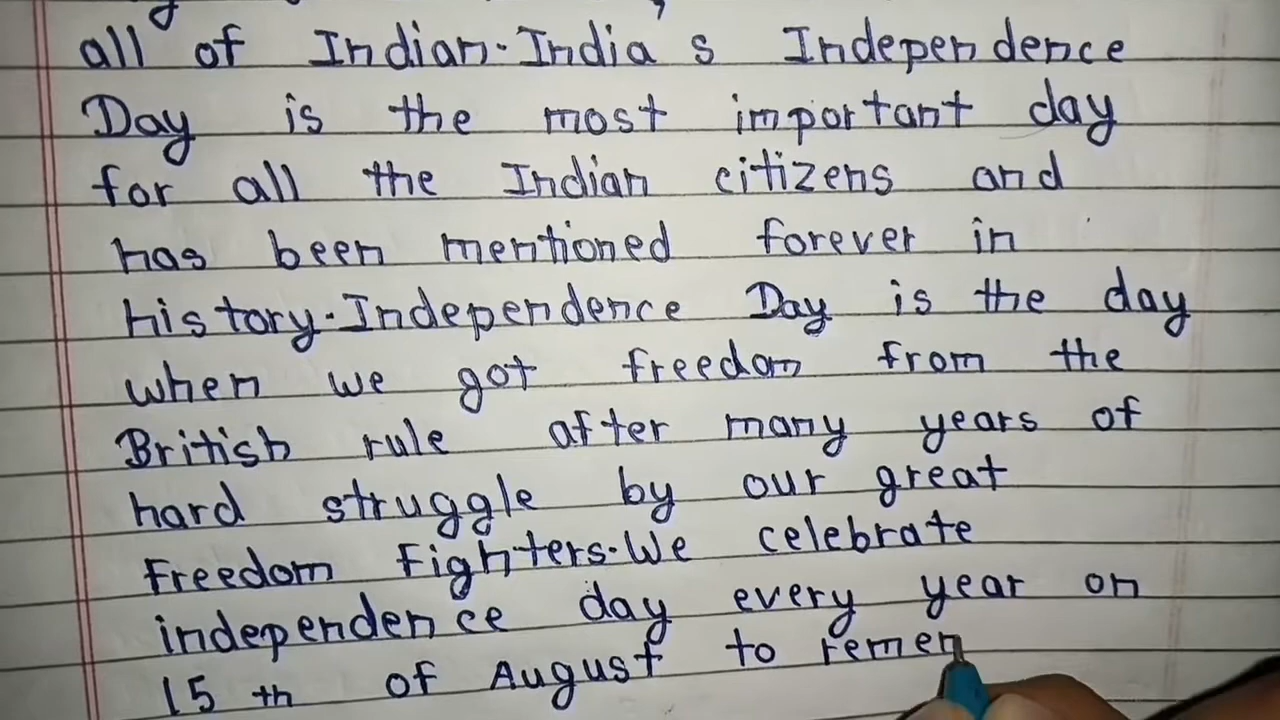 all of Indian. India's Independence
Day is the most important day
for all the Indian citizens and
has been mentioned forever in
history. Independence Day is the day
when we got freedom from the
British rule after many years of
hard struggle by our great
freedom fighters. We celebrate
independence day every year on
15 th of August to remem